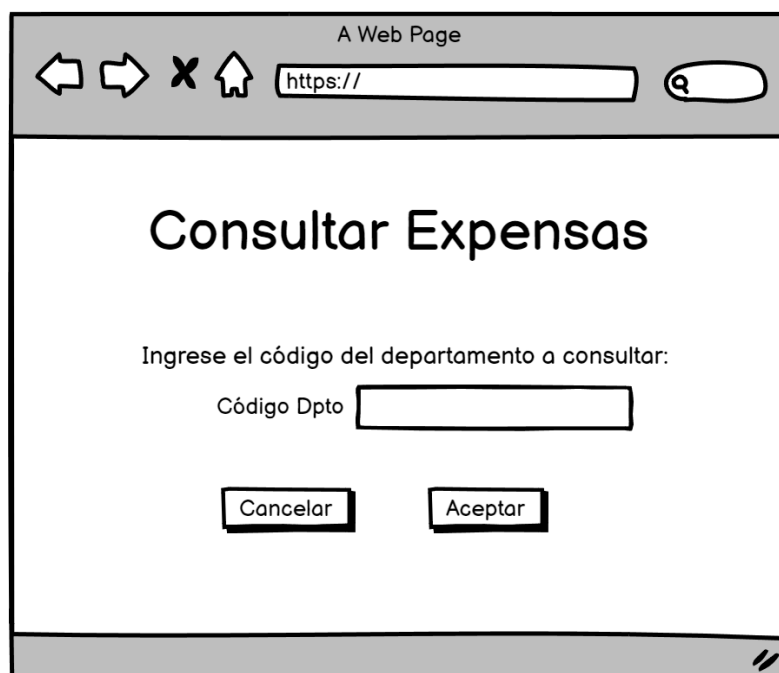 A Web Page
https://
Consultar Expensas
Ingrese el código del departamento a consultar:
Código Dpto
Cancelar Aceptar